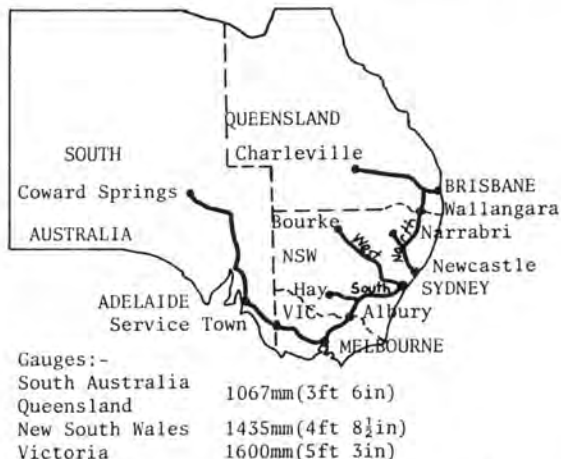 QUEENSLAND
SOUTH
Charleville
Coward Springs
BRISBANE
Wallangara
Bourke
Narrabri
North
AUSTRALIA
West
NSW
Newcastle
Hay
South
SYDNEY
ADELAIDE
VIC
Albury
Service Town
MELBOURNE
Gauges:-
South Australia
1067mm(3ft 6in)
Queensland
New South Wales 1435mm(4ft 8½in)
Victoria 1600mm(5ft 3in)